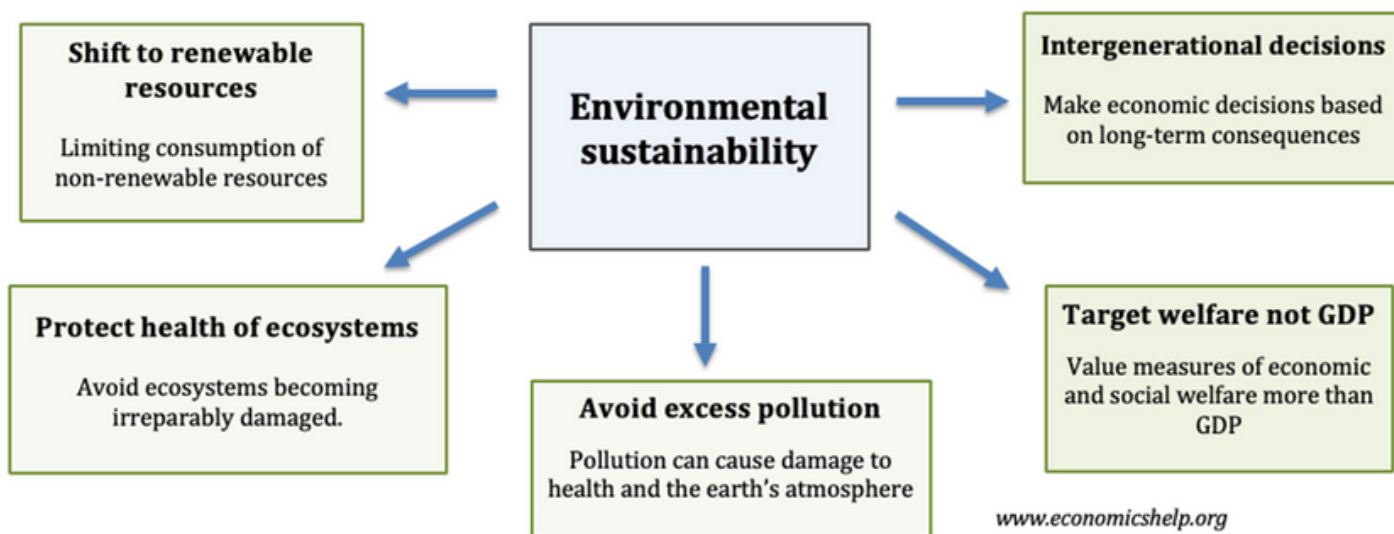 Shift to renewable
resources
Limiting consumption of
non-renewable resources
Environmental
sustainability
Intergenerational decisions
Make economic decisions based
on long-term consequences
Protect health of ecosystems
Avoid ecosystems becoming
irreparably damaged.
Avoid excess pollution
Pollution can cause damage to
health and the earth’s atmosphere
Target welfare not GDP
Value measures of economic
and social welfare more than
GDP
www.economicshelp.org